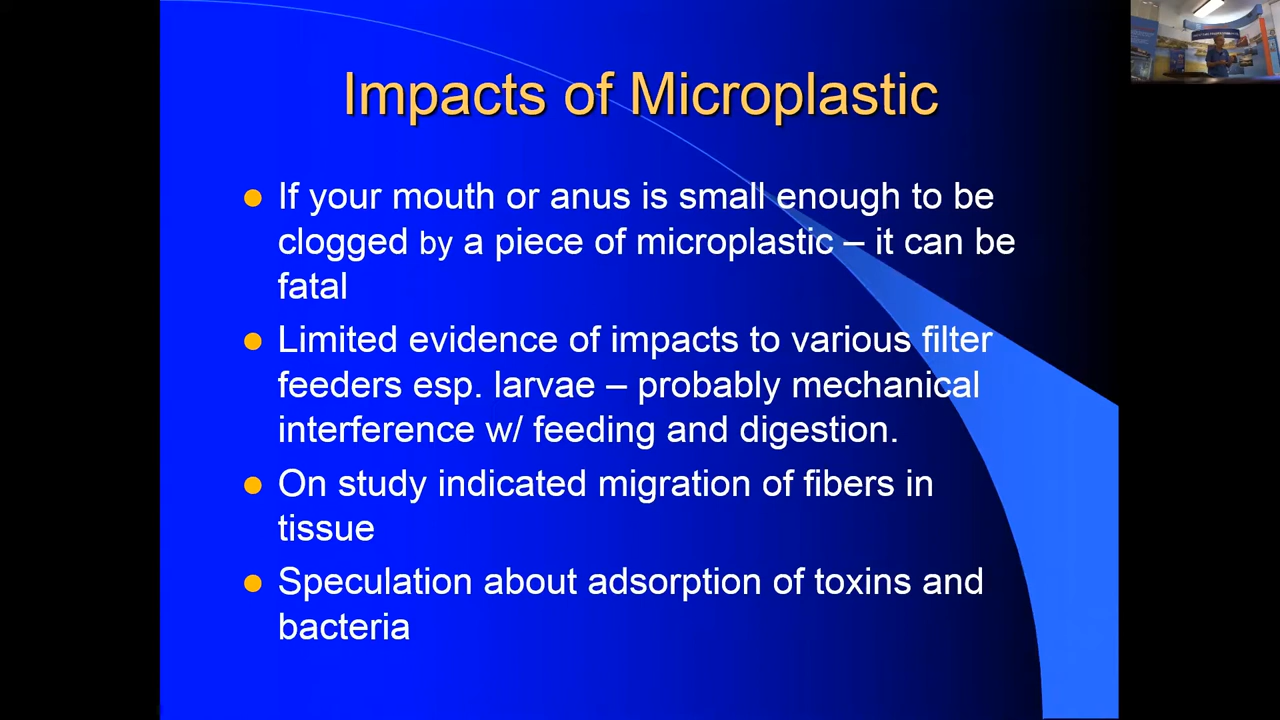 Impacts of Microplastic
If your mouth or anus is small enough to be
clogged by a piece of microplastic – it can be
fatal
Limited evidence of impacts to various filter
feeders esp. larvae – probably mechanical
interference w/ feeding and digestion.
On study indicated migration of fibers in
tissue
Speculation about adsorption of toxins and
bacteria